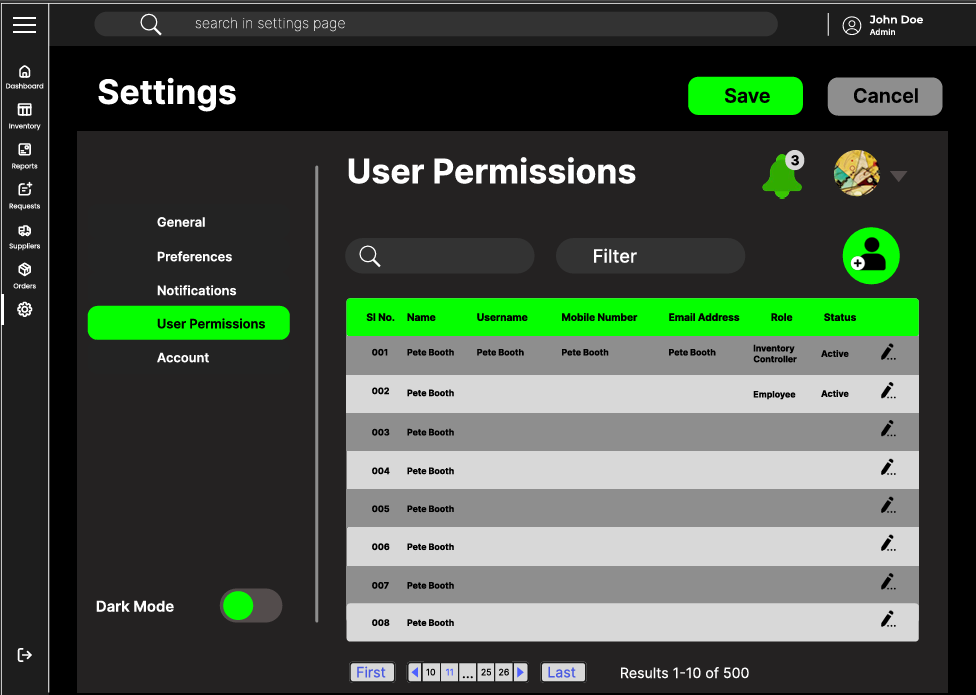 search in settings page
John Doe
Admin
Dashboard
Inventory
Reports
Requests
Suppliers
Orders
Settings
Save
Cancel
General
Preferences
Notifications
User Permissions
Account
Dark Mode
User Permissions
3
Filter
Sl No. Name Username Mobile Number Email Address Role Status
001 Pete Booth Pete Booth Pete Booth Pete Booth Inventory Controller Active
002 Pete Booth Employee Active
003 Pete Booth
004 Pete Booth
005 Pete Booth
006 Pete Booth
007 Pete Booth
008 Pete Booth
First 10 11 ... 25 26 Last Results 1-10 of 500